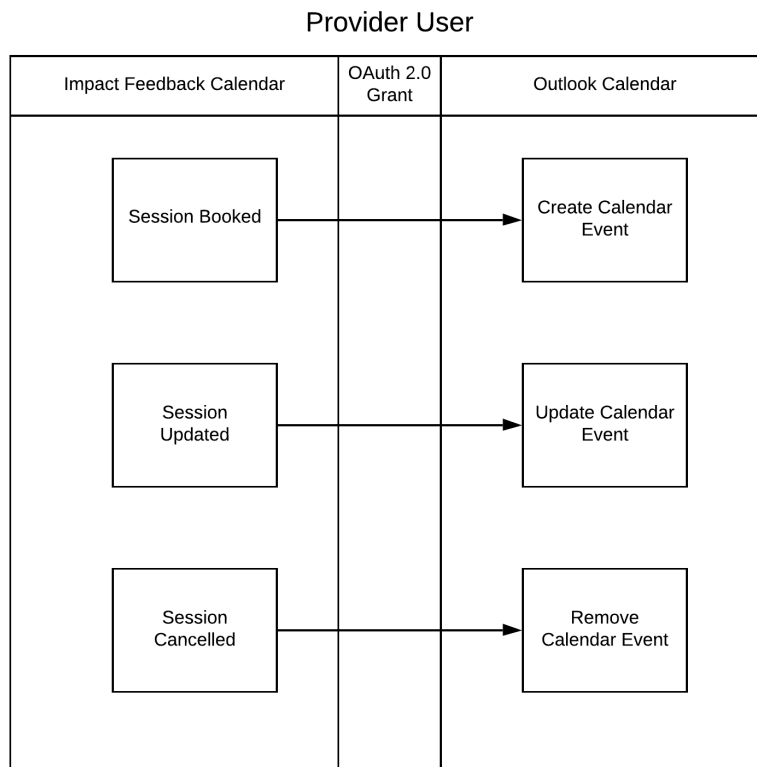 Provider User
Impact Feedback Calendar
OAuth 2.0
Grant
Outlook Calendar
Session Booked
Create Calendar
Event
Session
Updated
Update Calendar
Event
Session
Cancelled
Remove
Calendar Event